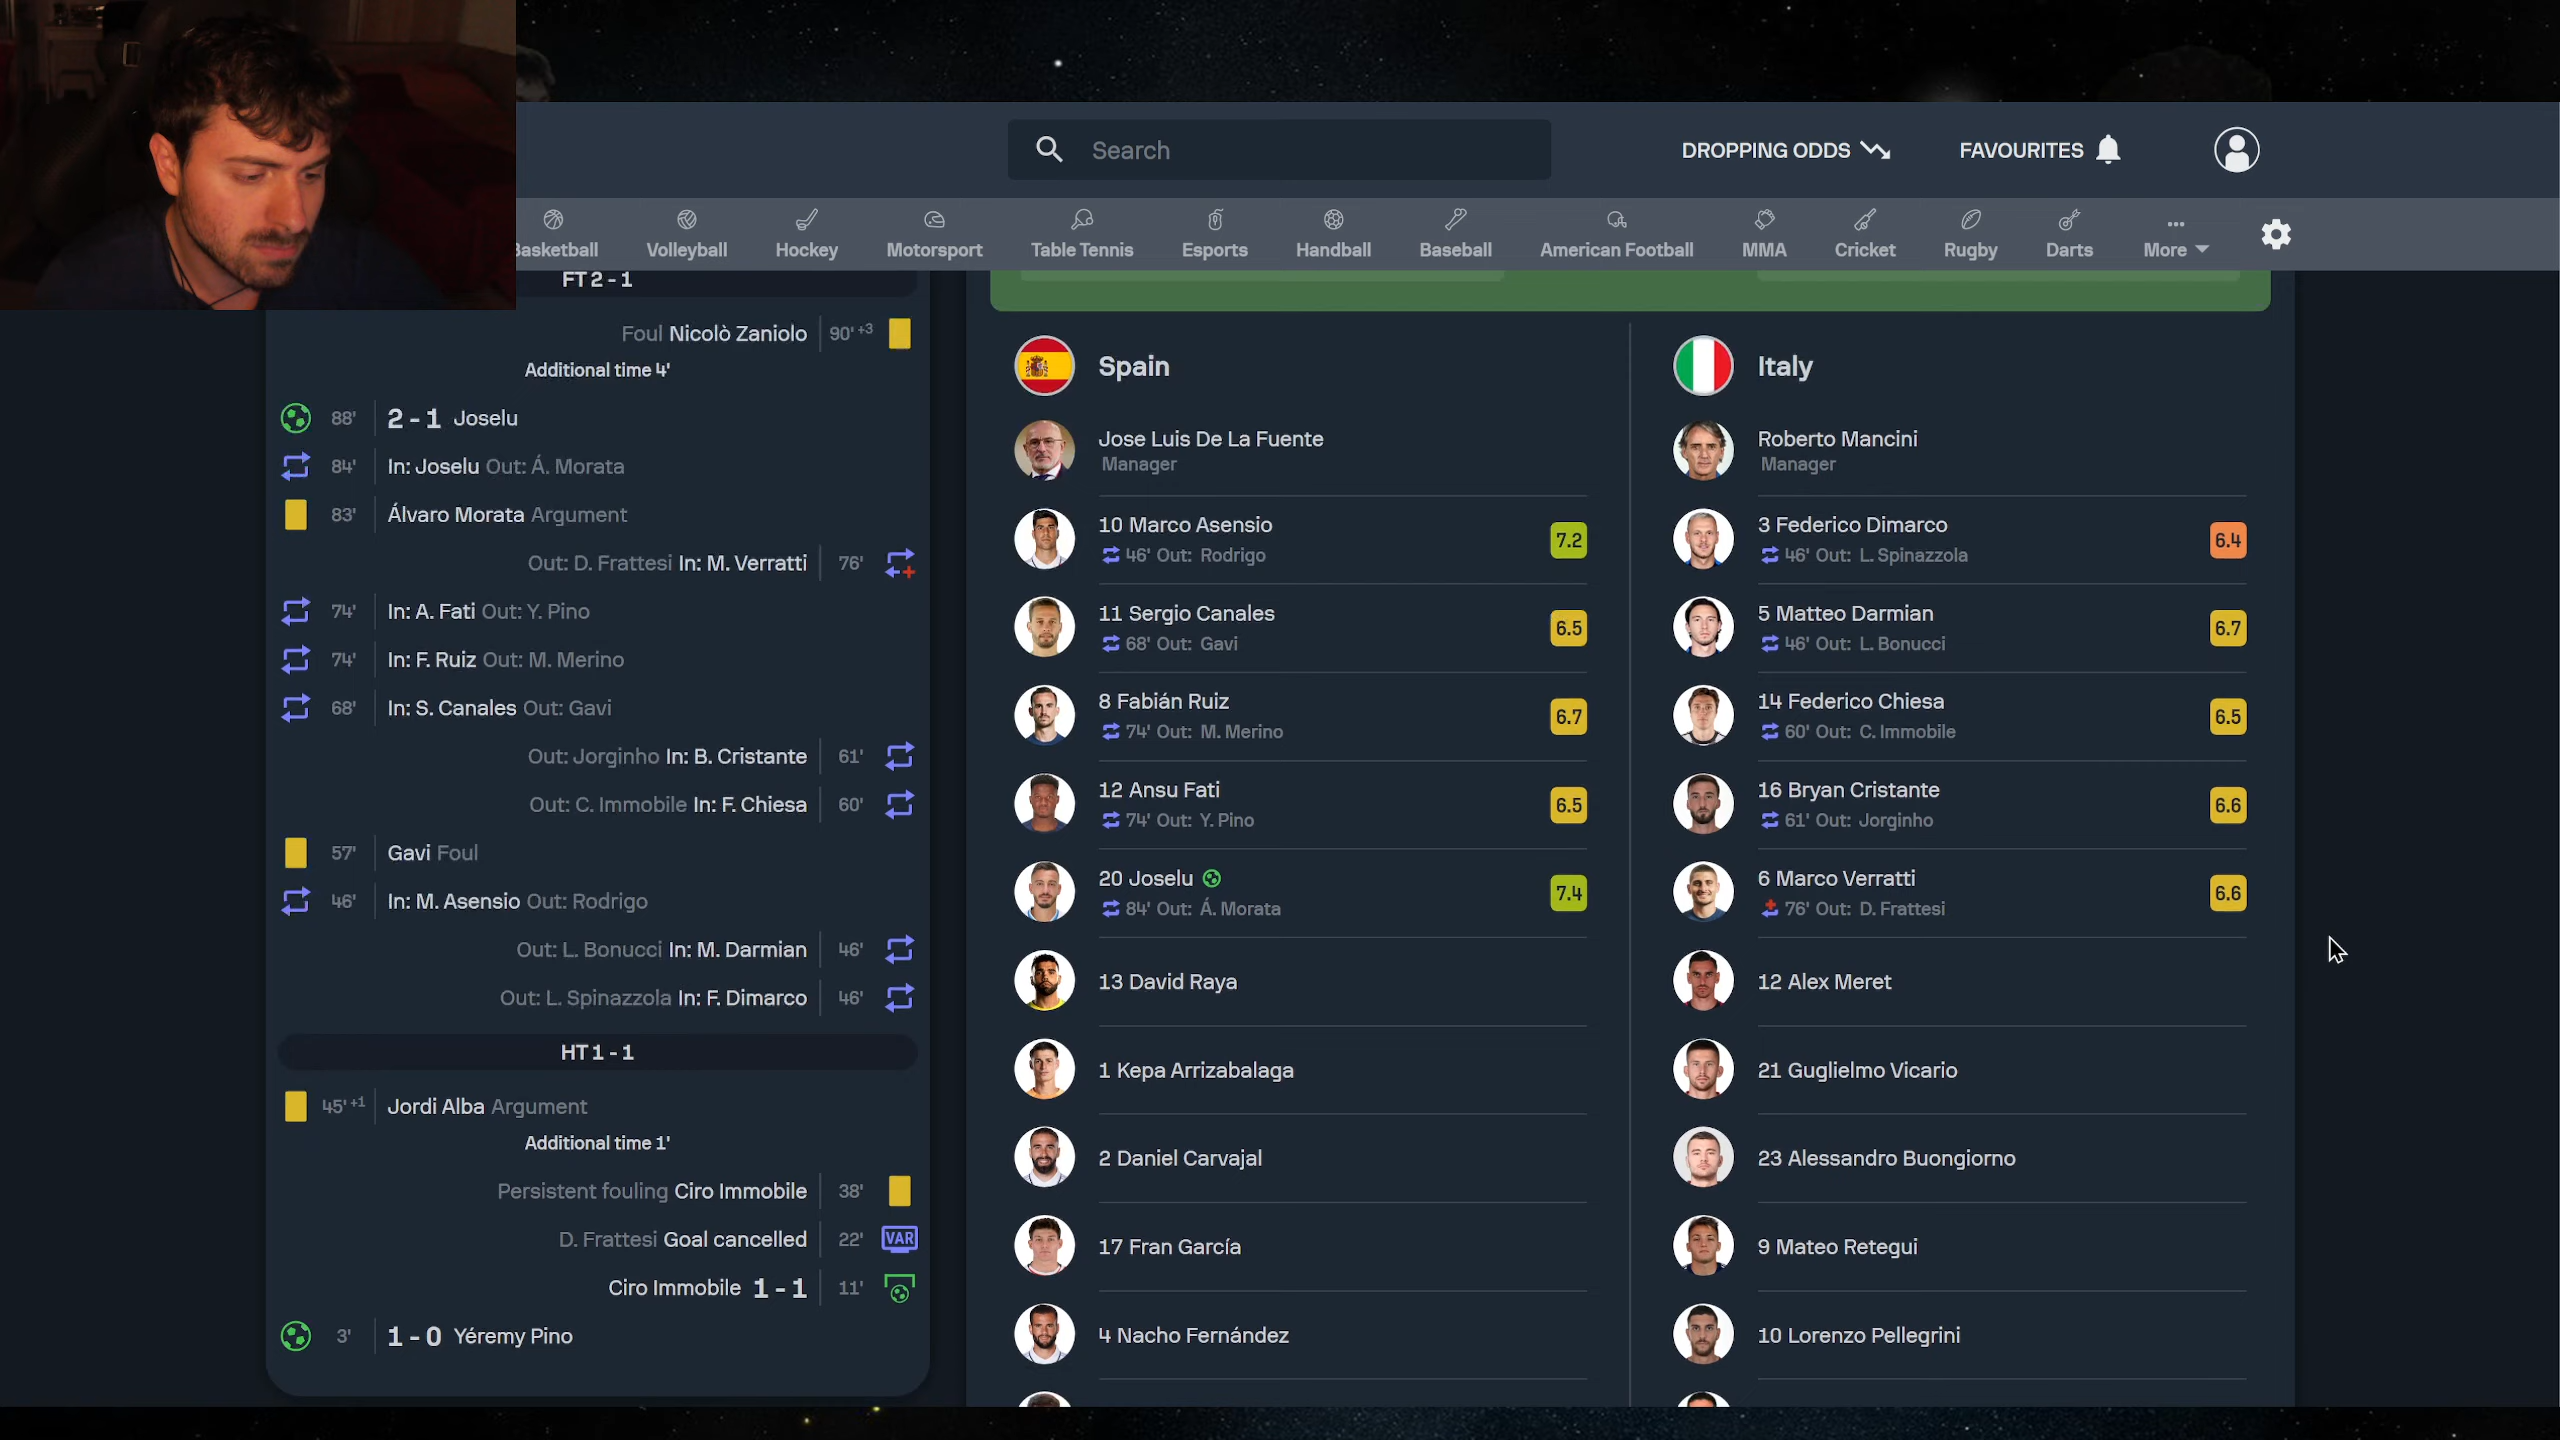 Search
DROPPING ODDS
FAVOURITES
Basketball
Volleyball
Hockey
Motorsport
Table Tennis
Esports
Handball
Baseball
American Football
MMA
Cricket
Rugby
Darts
More
FT 2 - 1
Foul Nicolò Zaniolo 90' +3
Additional time 4'
88' 2 - 1 Joselu
84' In: Joselu Out: Á. Morata
83' Álvaro Morata Argument
Out: D. Frattesi In: M. Verratti 76'
74' In: A. Fati Out: Y. Pino
74' In: F. Ruiz Out: M. Merino
68' In: S. Canales Out: Gavi
Out: Jorginho In: B. Cristante 61'
Out: C. Immobile In: F. Chiesa 60'
57' Gavi Foul
46' In: M. Asensio Out: Rodrigo
Out: L. Bonucci In: M. Darmian 46'
Out: L. Spinazzola In: F. Dimarco 46'
HT 1 - 1
45' +1 Jordi Alba Argument
Additional time 1'
Persistent fouling Ciro Immobile 38'
D. Frattesi Goal cancelled 22' VAR
Ciro Immobile 1 - 1 11'
3' 1 - 0 Yéremy Pino
Spain
Jose Luis De La Fuente
Manager
10 Marco Asensio
46' Out: Rodrigo
7.2
11 Sergio Canales
68' Out: Gavi
6.5
8 Fabián Ruiz
74' Out: M. Merino
6.7
12 Ansu Fati
74' Out: Y. Pino
6.5
20 Joselu
84' Out: Á. Morata
7.4
13 David Raya
1 Kepa Arrizabalaga
2 Daniel Carvajal
17 Fran García
4 Nacho Fernández
Italy
Roberto Mancini
Manager
3 Federico Dimarco
46' Out: L. Spinazzola
6.4
5 Matteo Darmian
46' Out: L. Bonucci
6.7
14 Federico Chiesa
60' Out: C. Immobile
6.5
16 Bryan Cristante
61' Out: Jorginho
6.6
6 Marco Verratti
76' Out: D. Frattesi
6.6
12 Alex Meret
21 Guglielmo Vicario
23 Alessandro Buongiorno
9 Mateo Retegui
10 Lorenzo Pellegrini